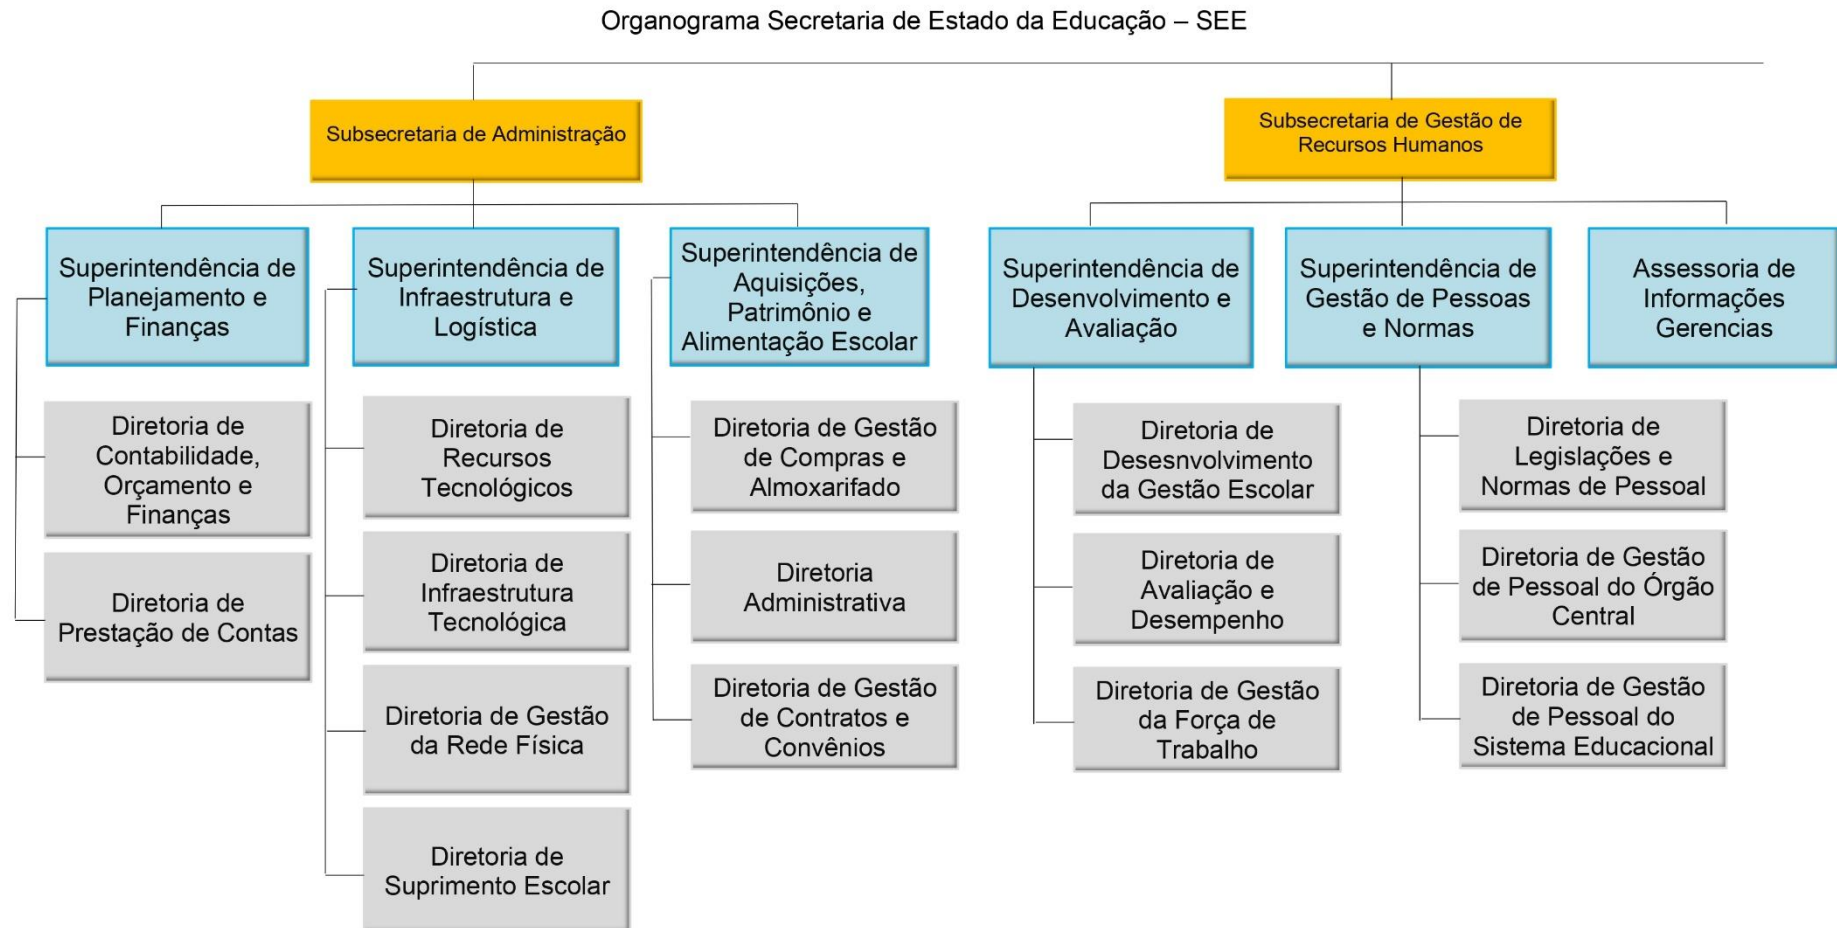 Organograma Secretaria de Estado da Educação – SEE
Subsecretaria de Administração
Subsecretaria de Gestão de
Recursos Humanos
Superintendência de
Planejamento e
Finanças
Superintendência de
Infraestrutura e
Logística
Superintendência de
Aquisições,
Patrimônio e
Alimentação Escolar
Superintendência de
Desenvolvimento e
Avaliação
Superintendência de
Gestão de Pessoas
e Normas
Assessoria de
Informações
Gerencias
Diretoria de
Contabilidade,
Orçamento e
Finanças
Diretoria de
Prestação de Contas
Diretoria de
Recursos
Tecnológicos
Diretoria de
Infraestrutura
Tecnológica
Diretoria de Gestão
da Rede Física
Diretoria de
Suprimento Escolar
Diretoria de Gestão
de Compras e
Almoxarifado
Diretoria
Administrativa
Diretoria de Gestão
de Contratos e
Convênios
Diretoria de
Desesnvolvimento
da Gestão Escolar
Diretoria de
Avaliação e
Desempenho
Diretoria de Gestão
da Força de
Trabalho
Diretoria de
Legislações e
Normas de Pessoal
Diretoria de Gestão
de Pessoal do Órgão
Central
Diretoria de Gestão
de Pessoal do
Sistema Educacional